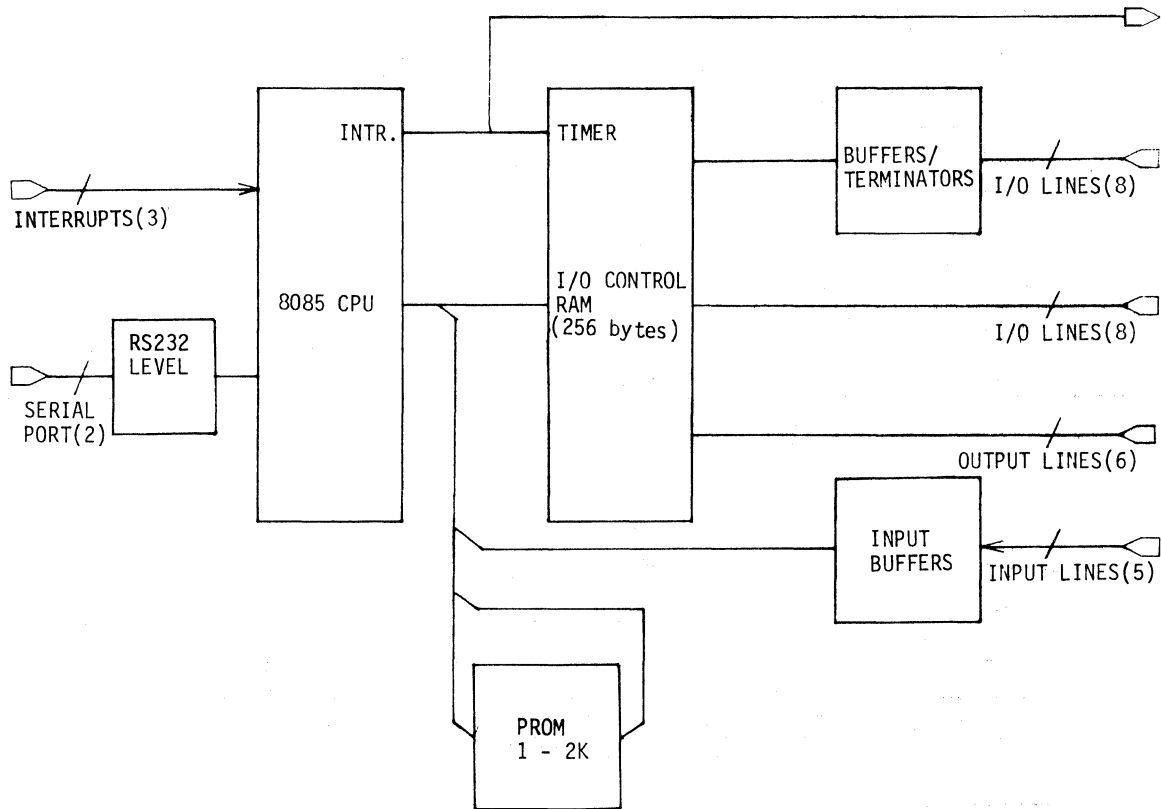 INTR.
TIMER
BUFFERS/
TERMINATORS
I/O LINES(8)
INTERRUPTS(3)
8085 CPU
I/O CONTROL
RAM
(256 bytes)
I/O LINES(8)
RS232
LEVEL
SERIAL
PORT(2)
OUTPUT LINES(6)
INPUT
BUFFERS
INPUT LINES(5)
PROM
1 - 2K